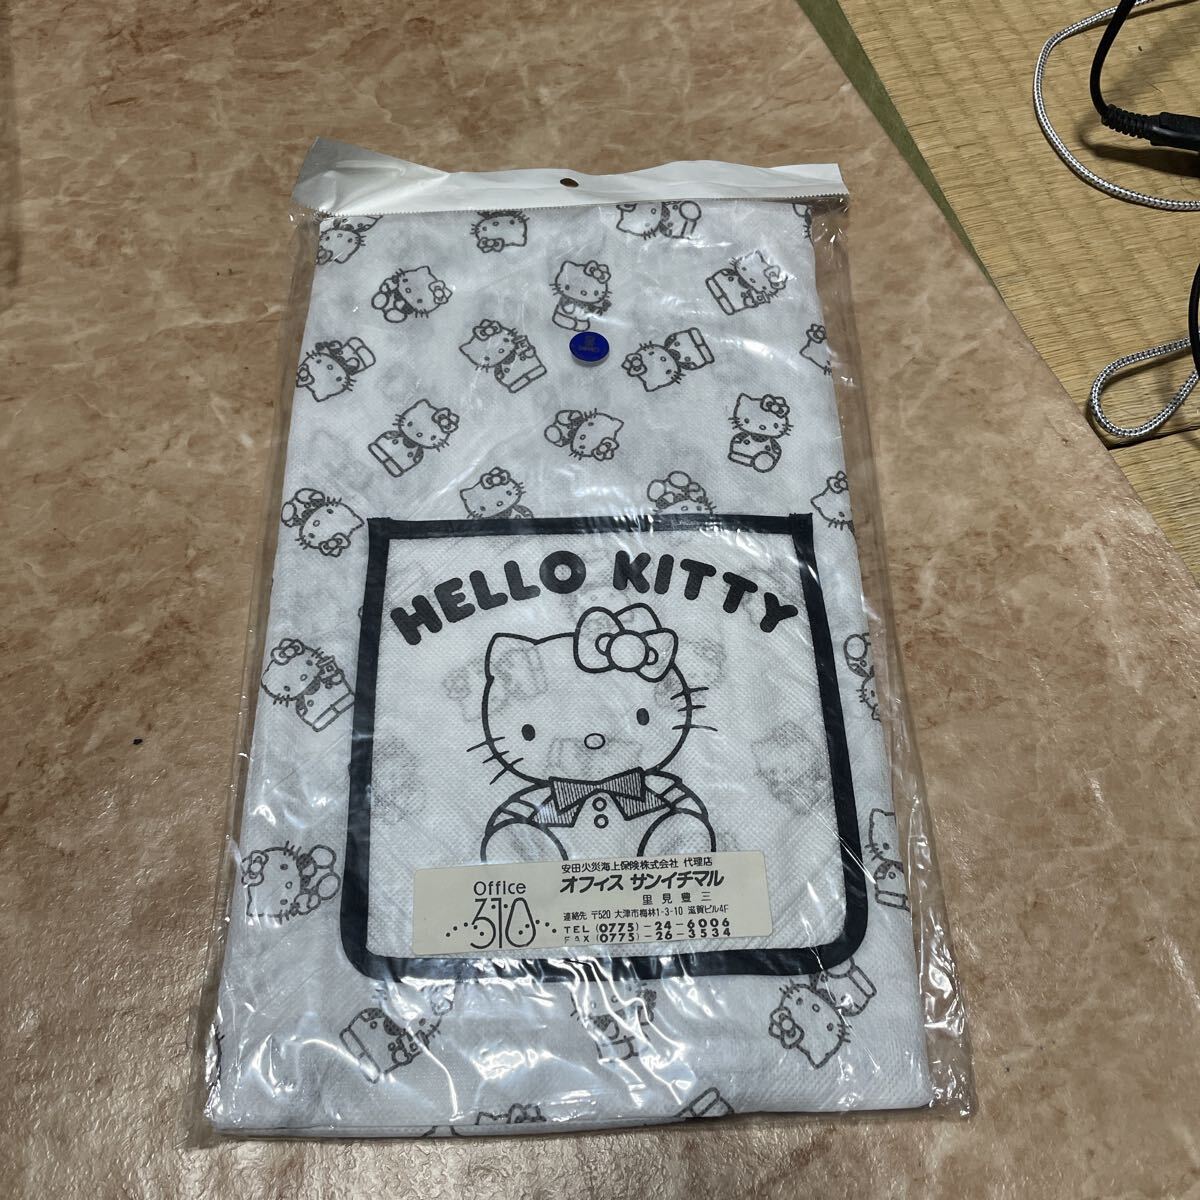 HELLO KITTY
安田火災海上保険株式会社 代理店
Office
310
オフィス サンイチマル
里見豊三
連絡先 〒520 大津市梅林1-3-10 滋賀ビル4F
TEL (0775)-24-6006
FAX (0775)-26-3534